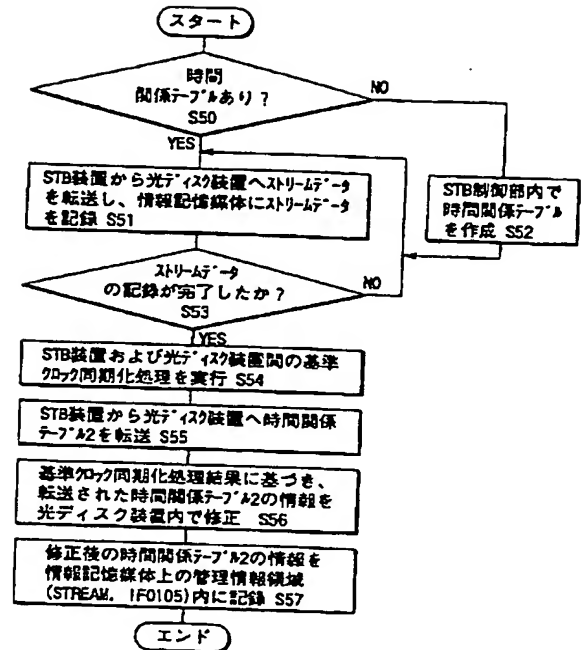 スタート
時間
関係テーブルあり?
S50
NO
YES
STB装置から光ディスク装置へストリームデータ
を転送し、情報記憶媒体にストリームデータ
を記録 S51
STB制御部内で
時間関係テーブル
を作成 S52
ストリームデータ
の記録が完了したか?
S53
NO
YES
STB装置および光ディスク装置間の基準
クロック同期化処理を実行 S54
STB装置から光ディスク装置へ時間関係
テーブル2を転送 S55
基準クロック同期化処理結果に基づき、
転送された時間関係テーブル2の情報を
光ディスク装置内で修正 S56
修正後の時間関係テーブル2の情報を
情報記憶媒体上の管理情報領域
(STREAM. IFO105)内に記録 S57
エンド